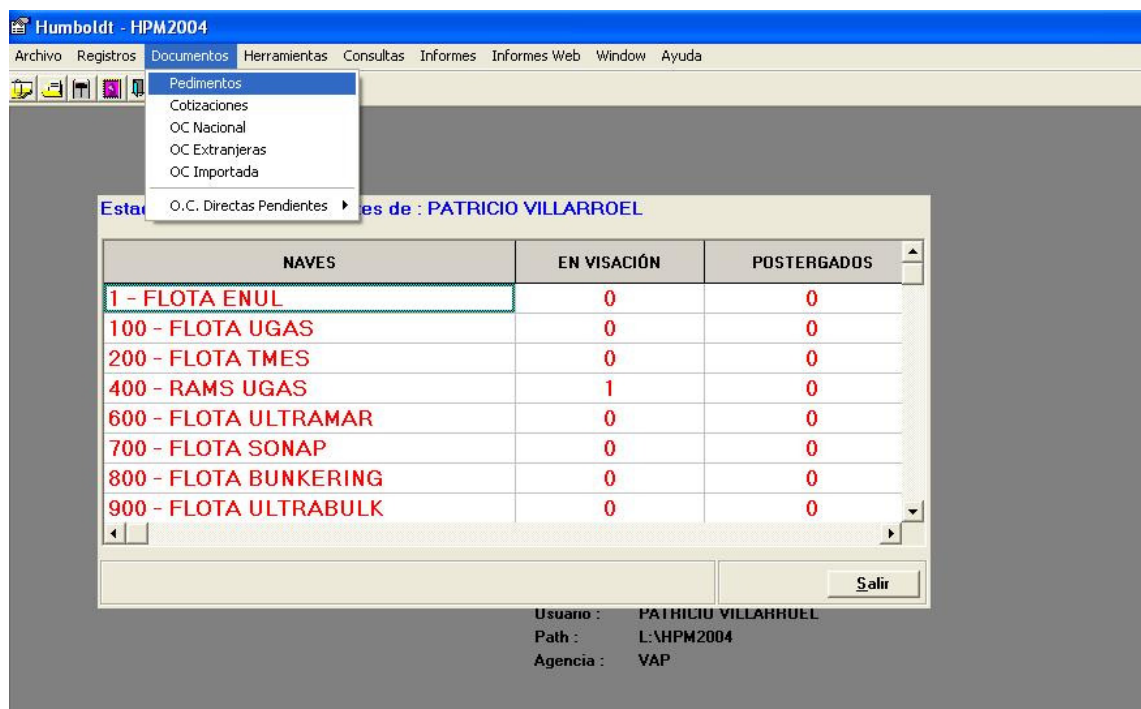 Humboldt - HPM2004
Archivo Registros Documentos Herramientas Consultas Informes Informes Web Window Ayuda
Pedimentos
Cotizaciones
OC Nacional
OC Extranjeras
OC Importada
O.C. Directas Pendientes
Esta es de : PATRICIO VILLARROEL
NAVES EN VISACIÓN POSTERGADOS
1 - FLOTA ENUL 0 0
100 - FLOTA UGAS 0 0
200 - FLOTA TMES 0 0
400 - RAMS UGAS 1 0
600 - FLOTA ULTRAMAR 0 0
700 - FLOTA SONAP 0 0
800 - FLOTA BUNKERING 0 0
900 - FLOTA ULTRABULK 0 0
Salir
Usuario : PATRICIO VILLARROEL
Path : L:\HPM2004
Agencia : VAP